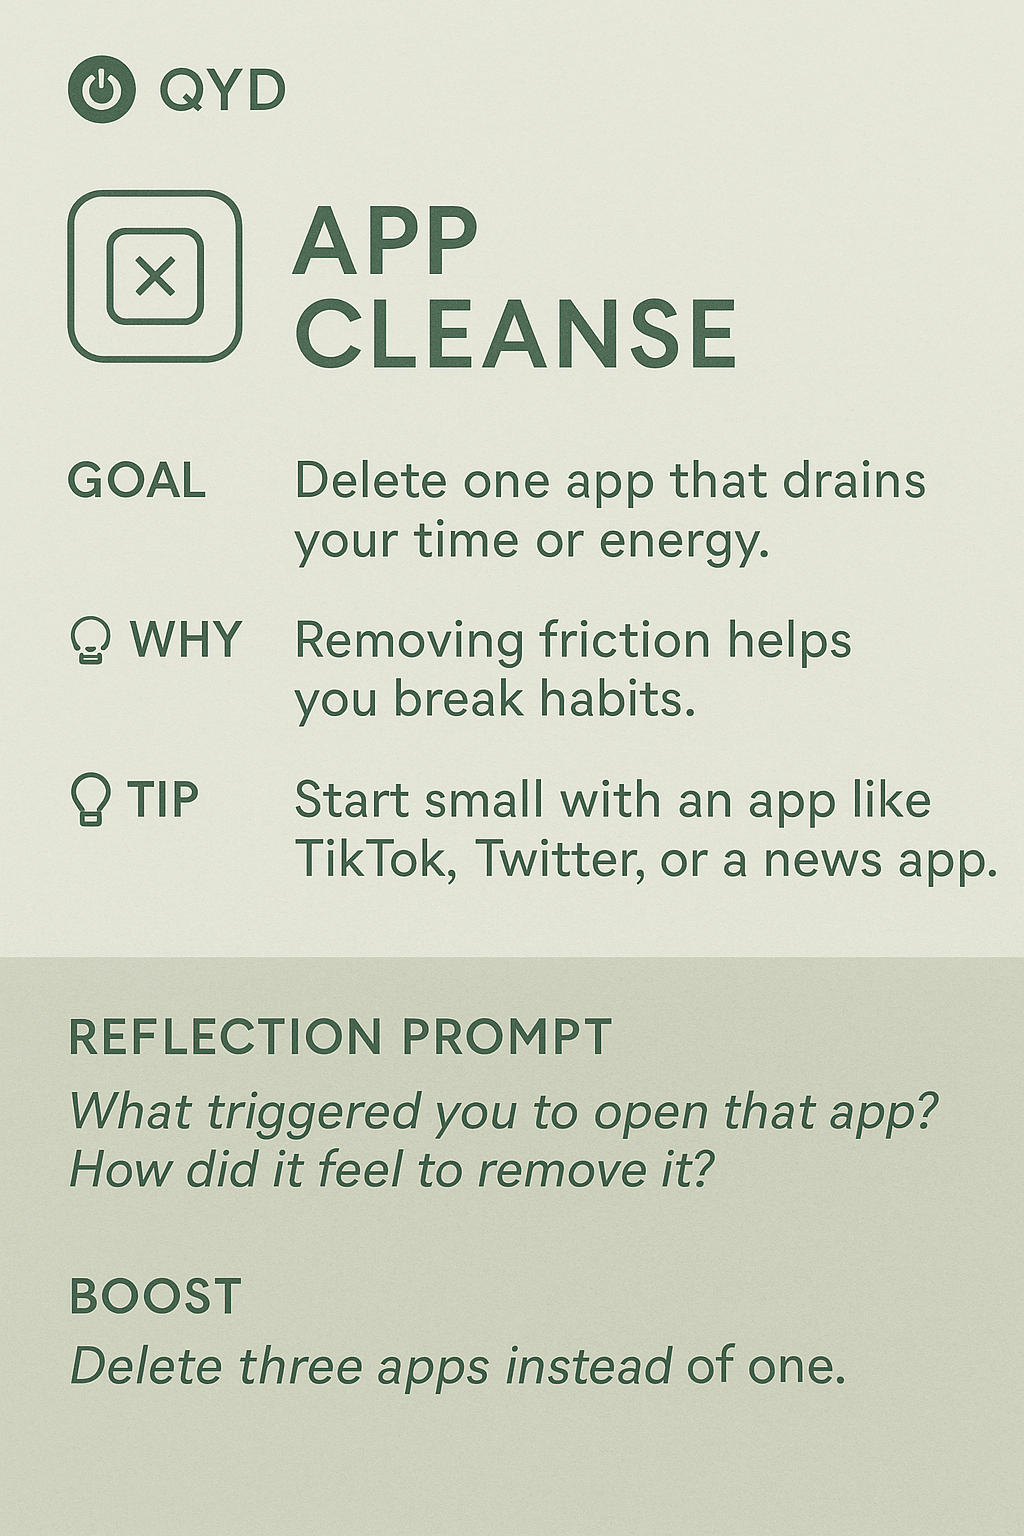 QYD
APP
CLEANSE
GOAL Delete one app that drains
your time or energy.
WHY Removing friction helps
you break habits.
TIP Start small with an app like
TikTok, Twitter, or a news app.
REFLECTION PROMPT
What triggered you to open that app?
How did it feel to remove it?
BOOST
Delete three apps instead of one.